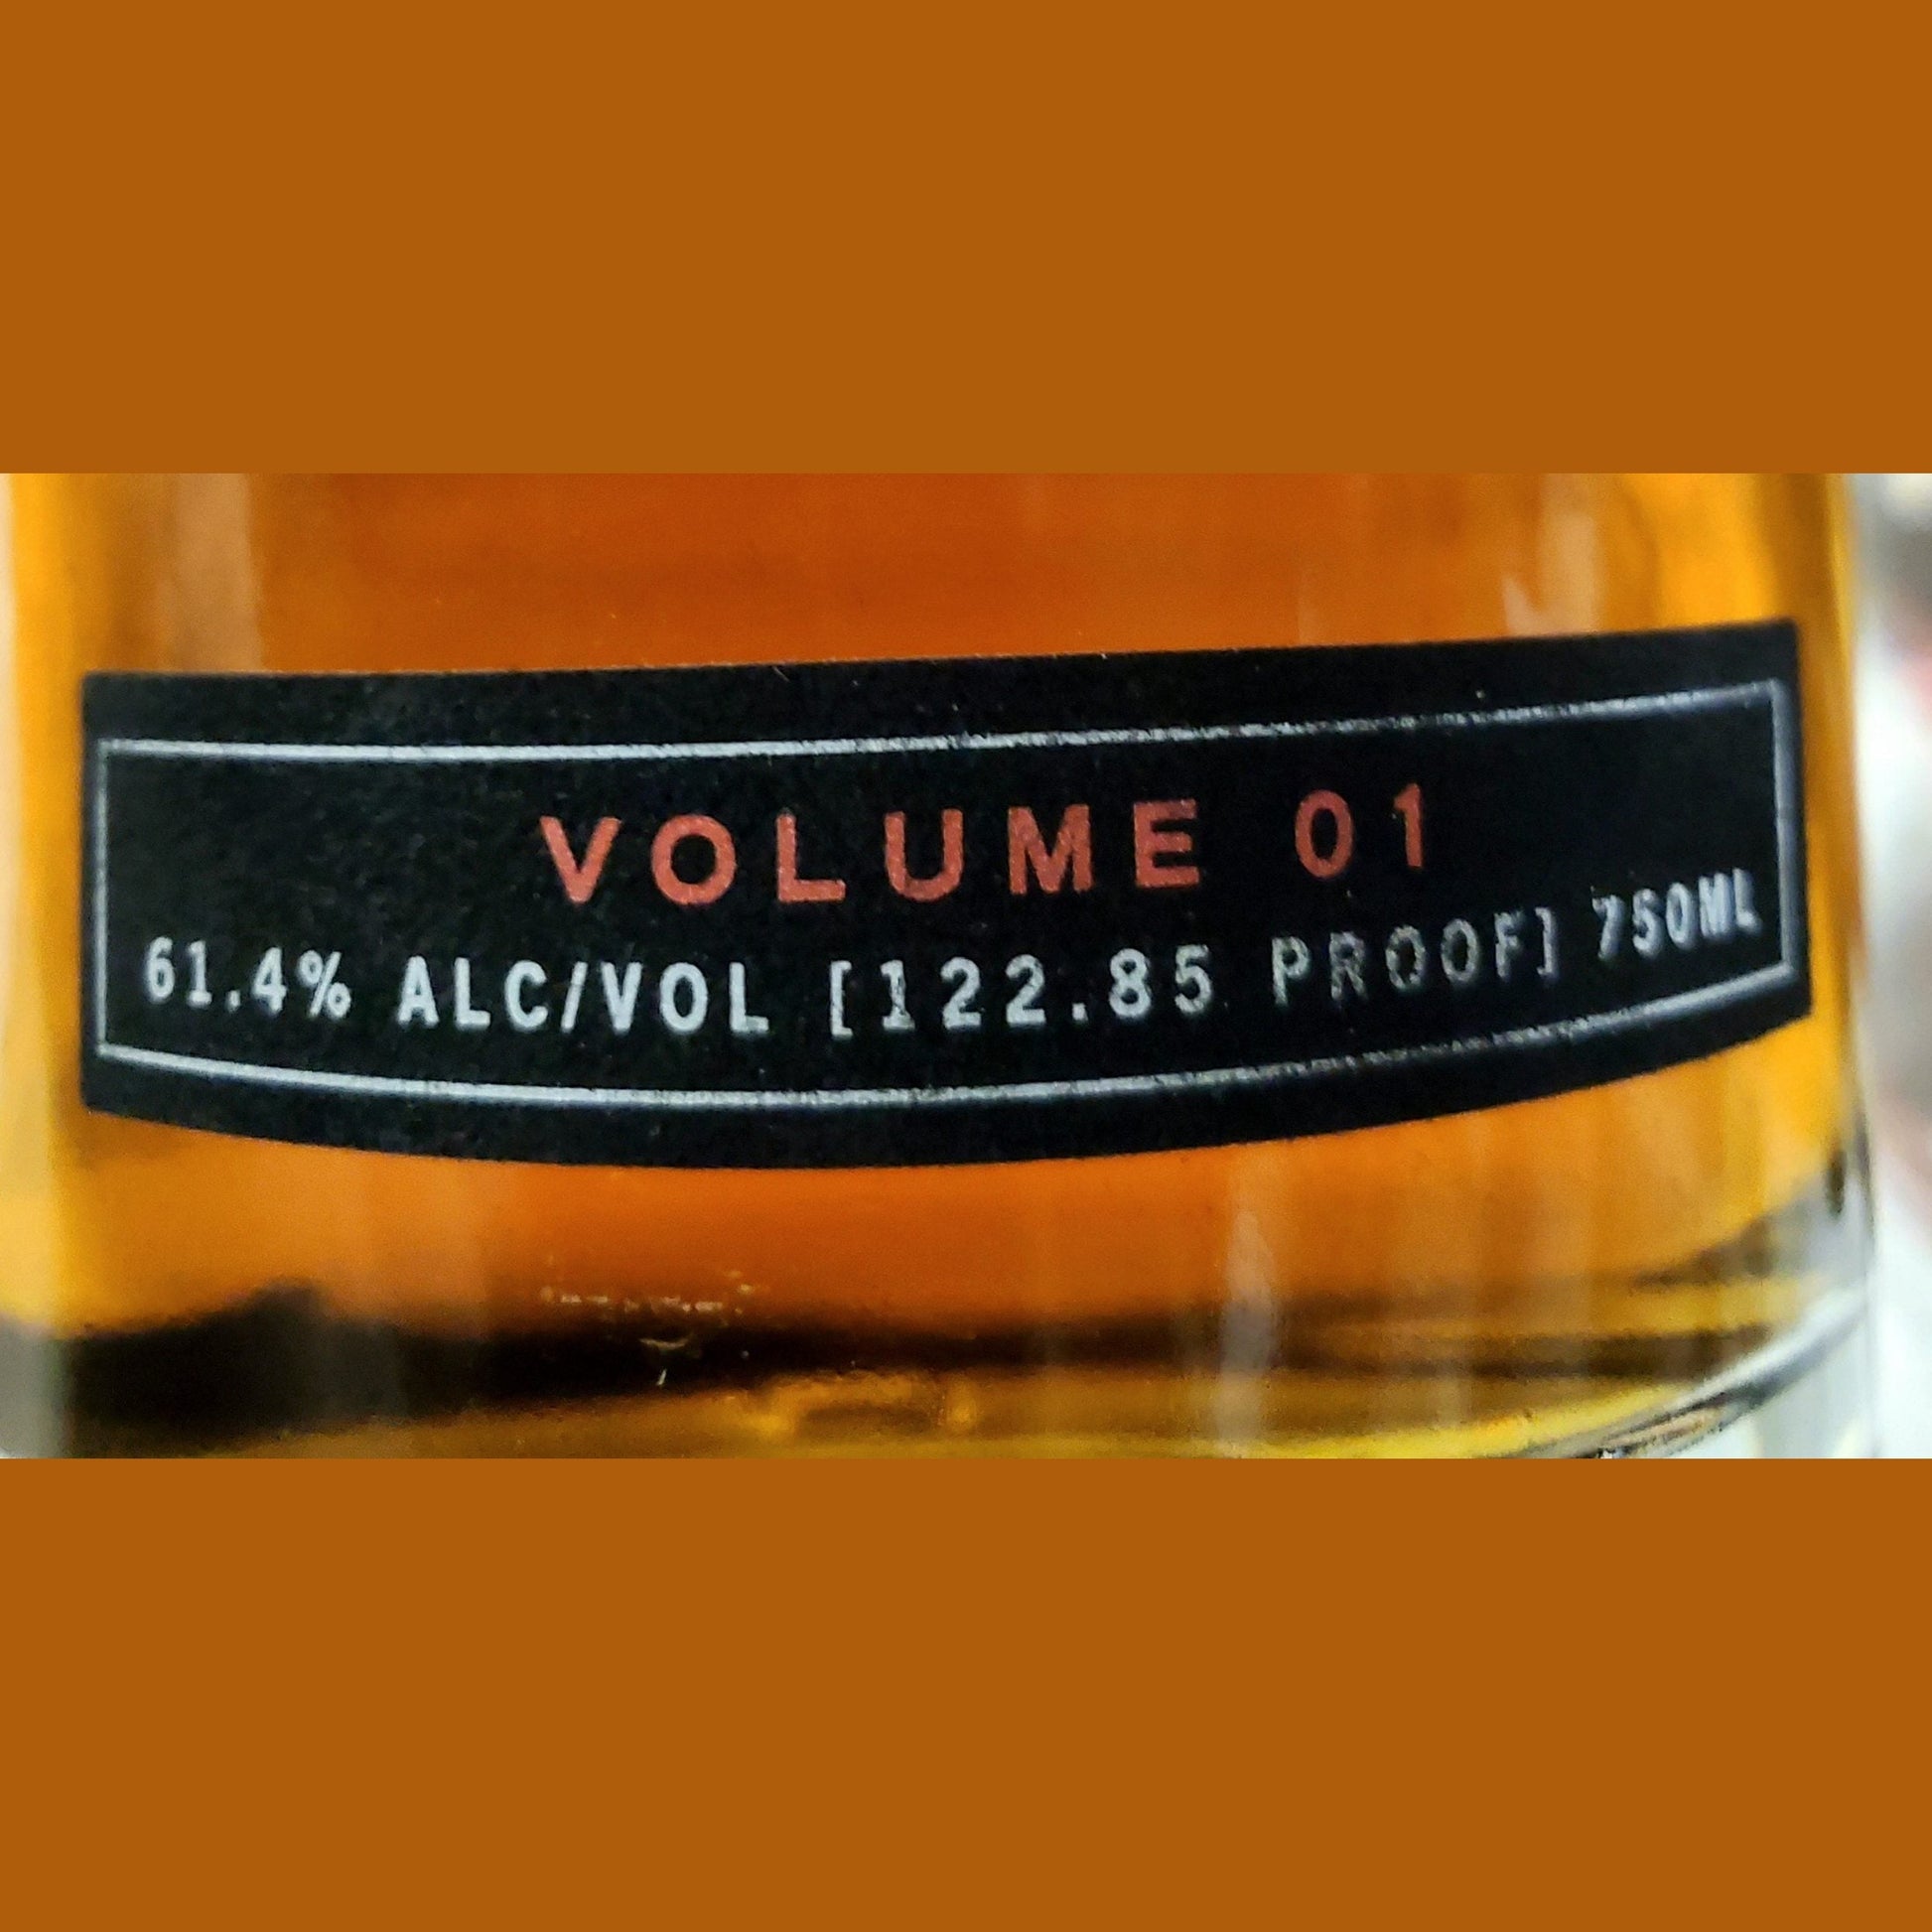 VOLUME 01
61.4% ALC/VOL [122.85 PROOF] 750ML